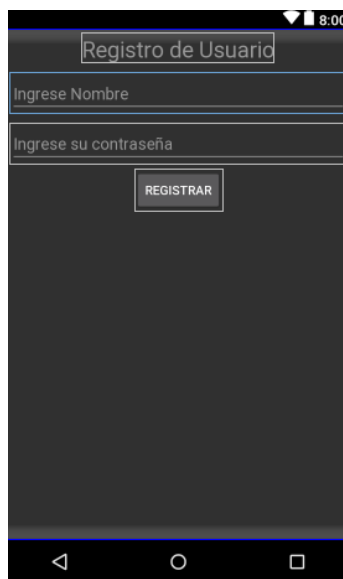 8:00
Registro de Usuario
Ingrese Nombre
Ingrese su contraseña
REGISTRAR